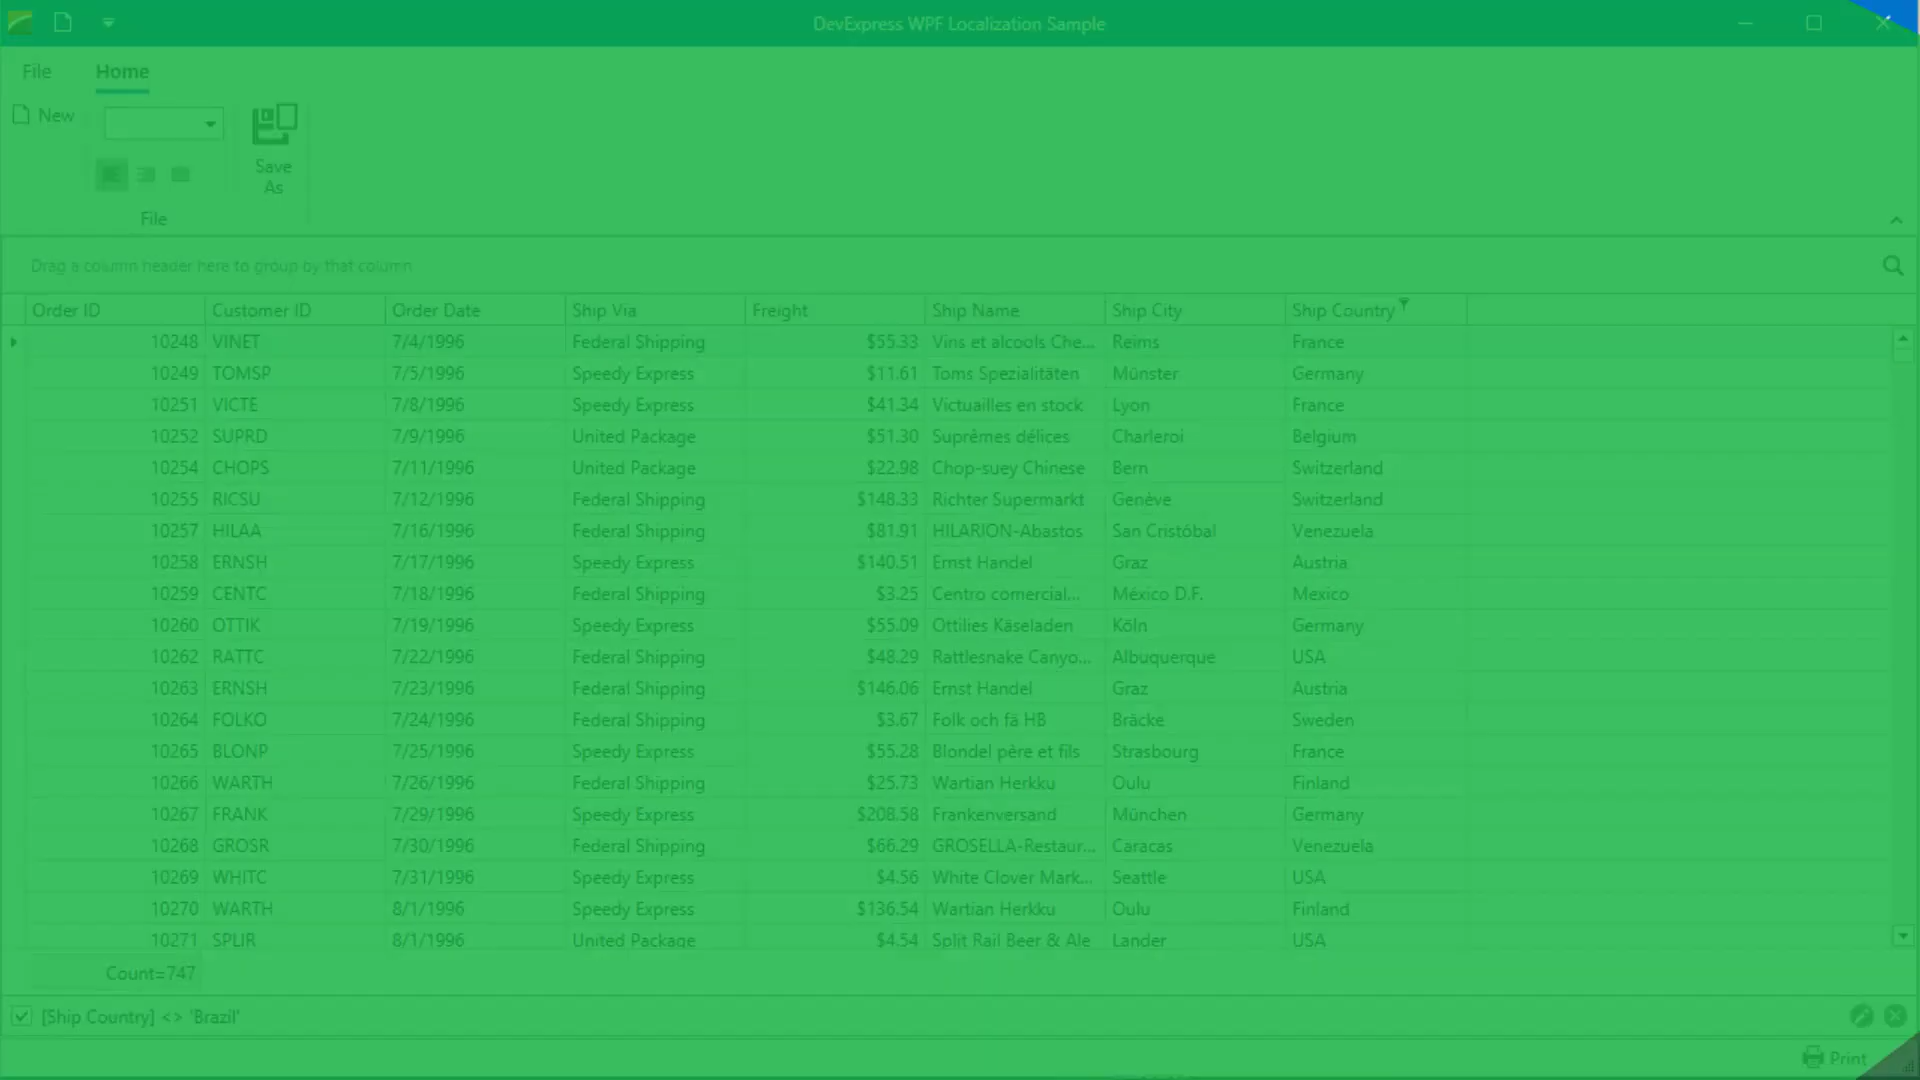 DevExpress WPF Localization Sample
File Home
New
Save As
File
Drag a column header here to group by that column
Order ID Customer ID Order Date Ship Via Freight Ship Name Ship City Ship Country
10248 VINET 7/4/1996 Federal Shipping $55.33 Vins et alcools Che... Reims France
10249 TOMSP 7/5/1996 Speedy Express $11.61 Toms Spezialitäten Münster Germany
10251 VICTE 7/8/1996 Speedy Express $41.34 Victuailles en stock Lyon France
10252 SUPRD 7/9/1996 United Package $51.30 Suprêmes délices Charleroi Belgium
10254 CHOPS 7/11/1996 United Package $22.98 Chop-suey Chinese Bern Switzerland
10255 RICSU 7/12/1996 Federal Shipping $148.33 Richter Supermarkt Genève Switzerland
10257 HILAA 7/16/1996 Federal Shipping $81.91 HILARION-Abastos San Cristóbal Venezuela
10258 ERNSH 7/17/1996 Speedy Express $140.51 Ernst Handel Graz Austria
10259 CENTC 7/18/1996 Federal Shipping $3.25 Centro comercial... México D.F. Mexico
10260 OTTIK 7/19/1996 Speedy Express $55.09 Ottilies Käseladen Köln Germany
10262 RATTC 7/22/1996 Federal Shipping $48.29 Rattlesnake Canyo... Albuquerque USA
10263 ERNSH 7/23/1996 Federal Shipping $146.06 Ernst Handel Graz Austria
10264 FOLKO 7/24/1996 Federal Shipping $3.67 Folk och fä HB Bräcke Sweden
10265 BLONP 7/25/1996 Speedy Express $55.28 Blondel père et fils Strasbourg France
10266 WARTH 7/26/1996 Federal Shipping $25.73 Wartian Herkku Oulu Finland
10267 FRANK 7/29/1996 Speedy Express $208.58 Frankenversand München Germany
10268 GROSR 7/30/1996 Federal Shipping $66.29 GROSELLA-Restaur... Caracas Venezuela
10269 WHITC 7/31/1996 Speedy Express $4.56 White Clover Mark... Seattle USA
10270 WARTH 8/1/1996 Speedy Express $136.54 Wartian Herkku Oulu Finland
10271 SPLIR 8/1/1996 United Package $4.54 Split Rail Beer & Ale Lander USA
Count=747
[Ship Country] <> 'Brazil'
Print